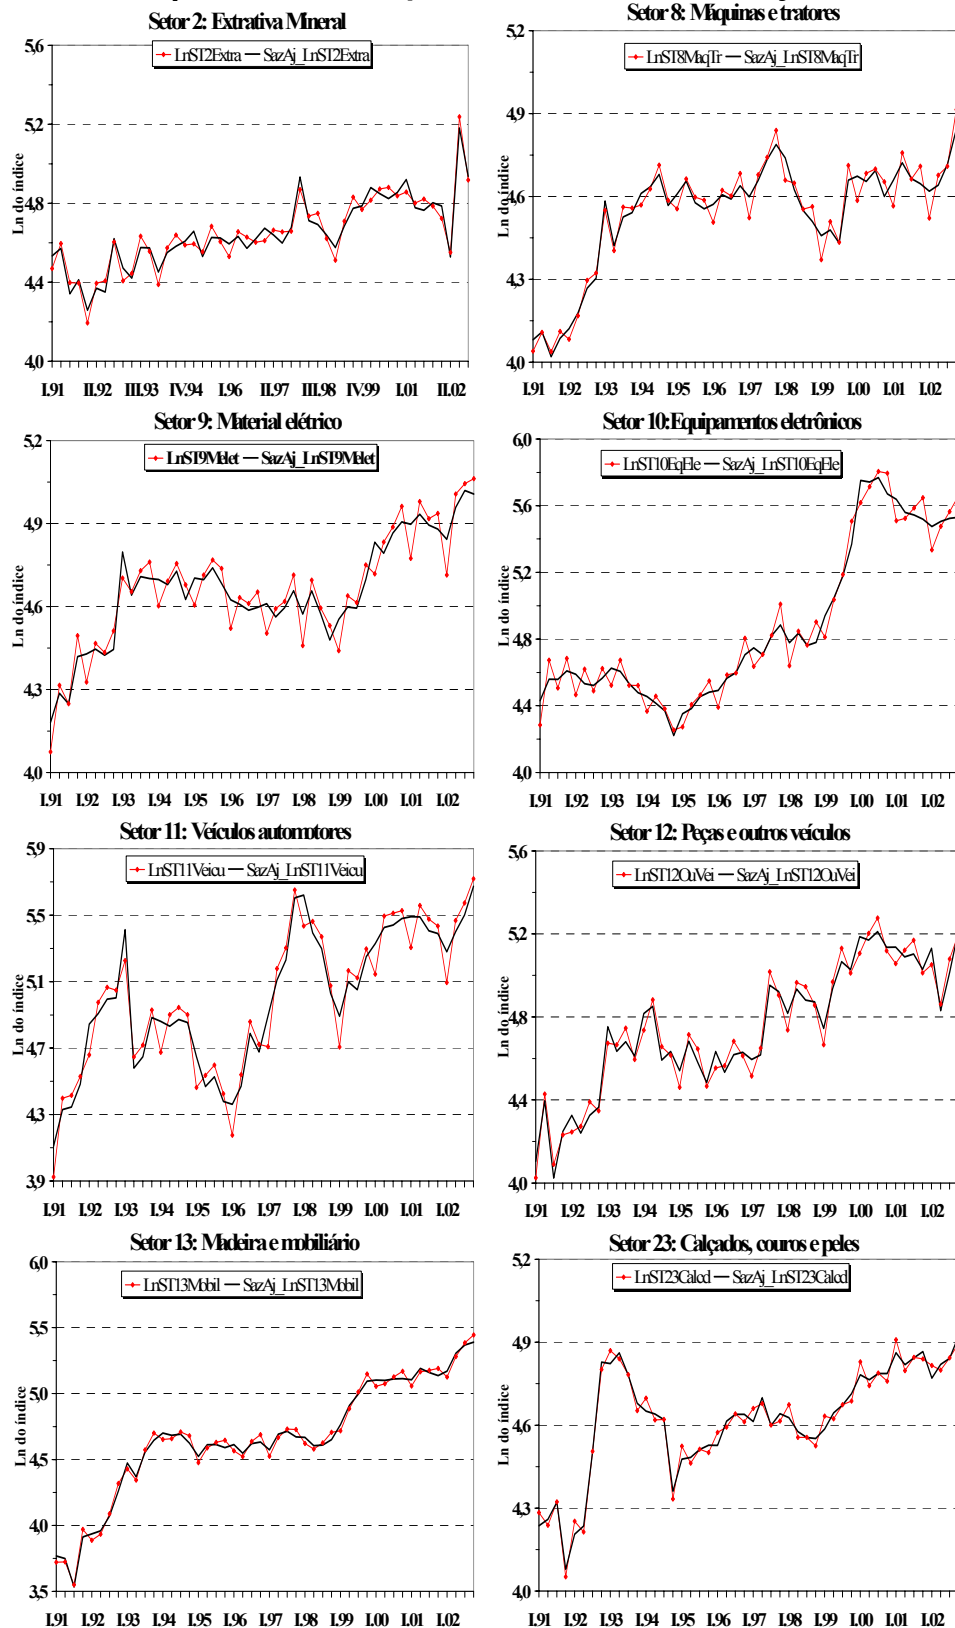 Setor 2: Extrativa Mineral
LnST2Extra SazAj_LnST2Extra
Ln do índice
5,6
5,2
4,8
4,4
4,0
I.91 II.92 III.93 IV.94 I.96 II.97 III.98 IV.99 I.01 II.02
Setor 8: Máquinas e tratores
LnST8MaqTr SazAj_LnST8MaqTr
5,2
4,9
4,6
4,3
4,0
I.91 I.92 I.93 I.94 I.95 I.96 I.97 I.98 I.99 I.00 I.01 I.02
Setor 9: Material elétrico
LnST9Melet SazAj_LnST9Melet
Ln do índice
5,2
4,9
4,6
4,3
4,0
I.91 I.92 I.93 I.94 I.95 I.96 I.97 I.98 I.99 I.00 I.01 I.02
Setor 10:Equipamentos eletrônicos
LnST10EqEle SazAj_LnST10EqEle
Ln do índice
6,0
5,6
5,2
4,8
4,4
4,0
I.91 I.92 I.93 I.94 I.95 I.96 I.97 I.98 I.99 I.00 I.01 I.02
Setor 11: Veículos automotores
LnST11Veicu SazAj_LnST11Veicu
Ln do índice
5,9
5,5
5,1
4,7
4,3
3,9
I.91 I.92 I.93 I.94 I.95 I.96 I.97 I.98 I.99 I.00 I.01 I.02
Setor 12: Peças e outros veículos
LnST12OuVei SazAj_LnST12OuVei
Ln do índice
5,6
5,2
4,8
4,4
4,0
I.91 I.92 I.93 I.94 I.95 I.96 I.97 I.98 I.99 I.00 I.01 I.02
Setor 13: Madeira e mobiliário
LnST13Mobil SazAj_LnST13Mobil
Ln do índice
6,0
5,5
5,0
4,5
4,0
3,5
I.91 I.92 I.93 I.94 I.95 I.96 I.97 I.98 I.99 I.00 I.01 I.02
Setor 23: Calçados, couros e peles
LnST23Calcd SazAj_LnST23Calcd
Ln do índice
5,2
4,9
4,6
4,3
4,0
I.91 I.92 I.93 I.94 I.95 I.96 I.97 I.98 I.99 I.00 I.01 I.02